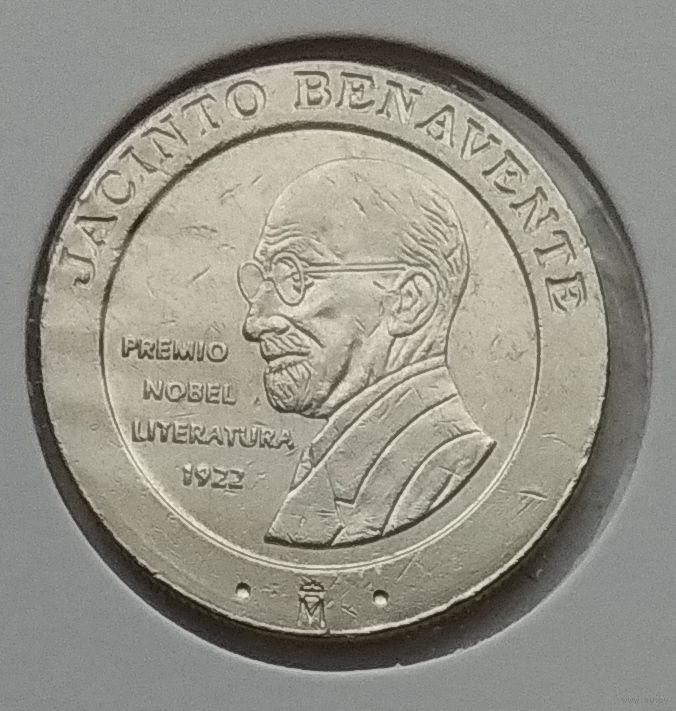 JACINTO BENAVENTE
PREMIO
NOBEL
LITERATURA
1922
M